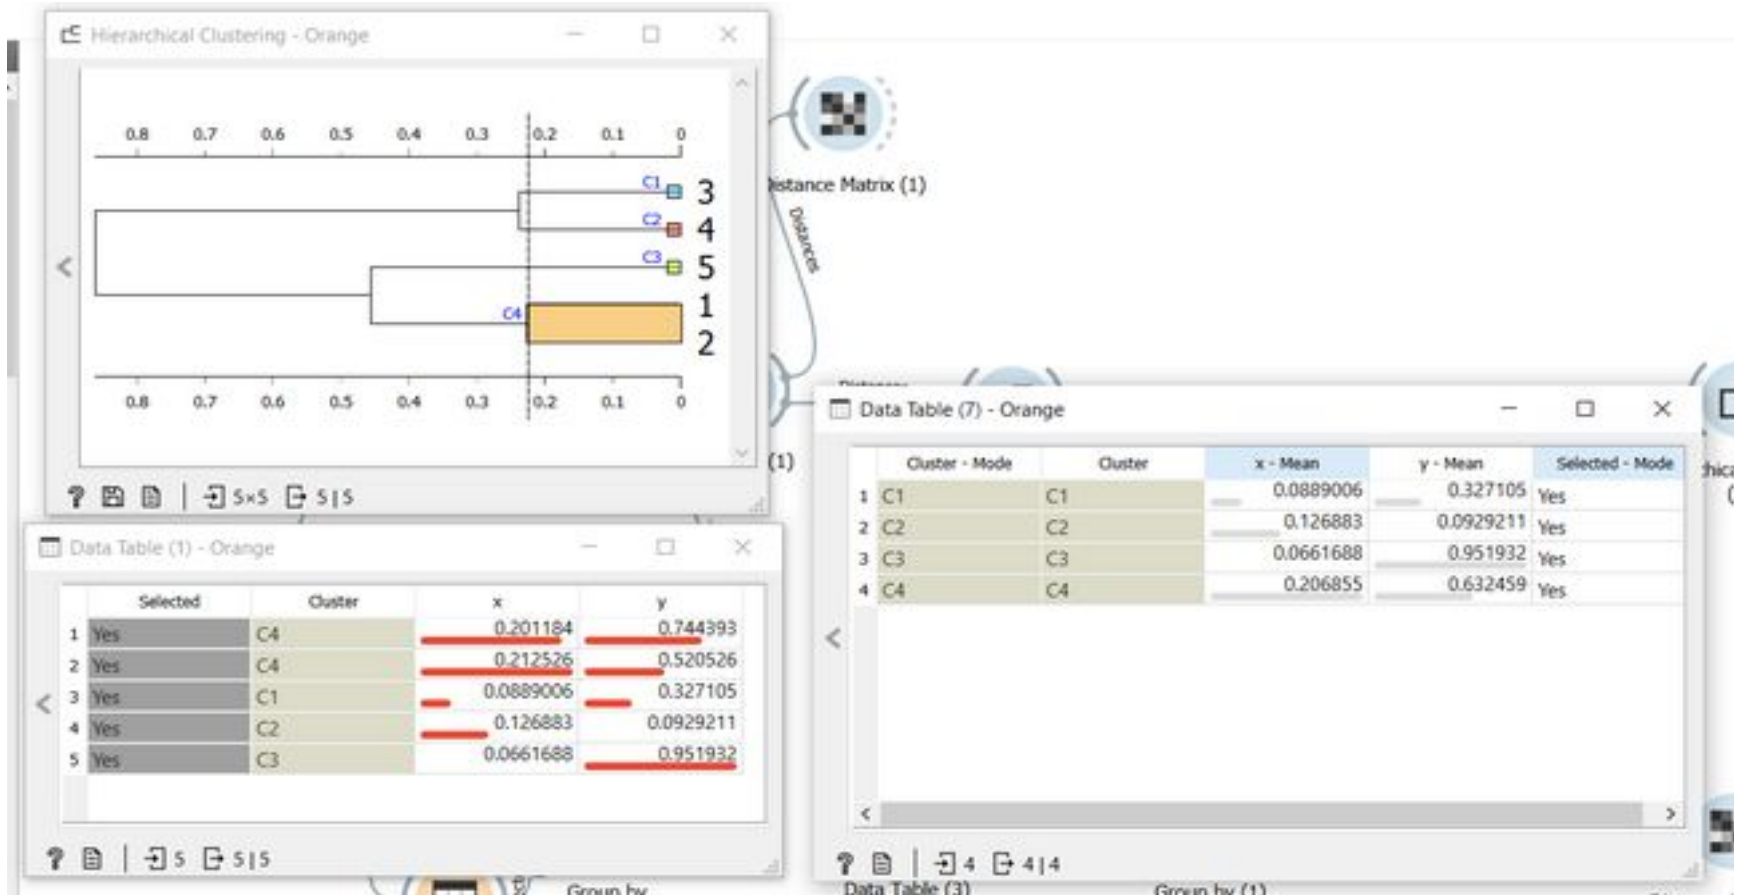 Hierarchical Clustering - Orange
0.8 0.7 0.6 0.5 0.4 0.3 0.2 0.1 0
C1 3
C2 4
C3 5
1
C4
2
0.8 0.7 0.6 0.5 0.4 0.3 0.2 0.1 0
? 5×5 5|5
Distance Matrix (1)
Distances
(1)
Data Table (1) - Orange
Selected Cluster x y
1 Yes C4 0.201184 0.744393
2 Yes C4 0.212526 0.520526
3 Yes C1 0.0889006 0.327105
4 Yes C2 0.126883 0.0929211
5 Yes C3 0.0661688 0.951932
? 5 5|5
Group by
Data Table (7) - Orange
Cluster - Mode Cluster x - Mean y - Mean Selected - Mode
1 C1 C1 0.0889006 0.327105 Yes
2 C2 C2 0.126883 0.0929211 Yes
3 C3 C3 0.0661688 0.951932 Yes
4 C4 C4 0.206855 0.632459 Yes
? 4 4|4
Data Table (3)
Group by (1)